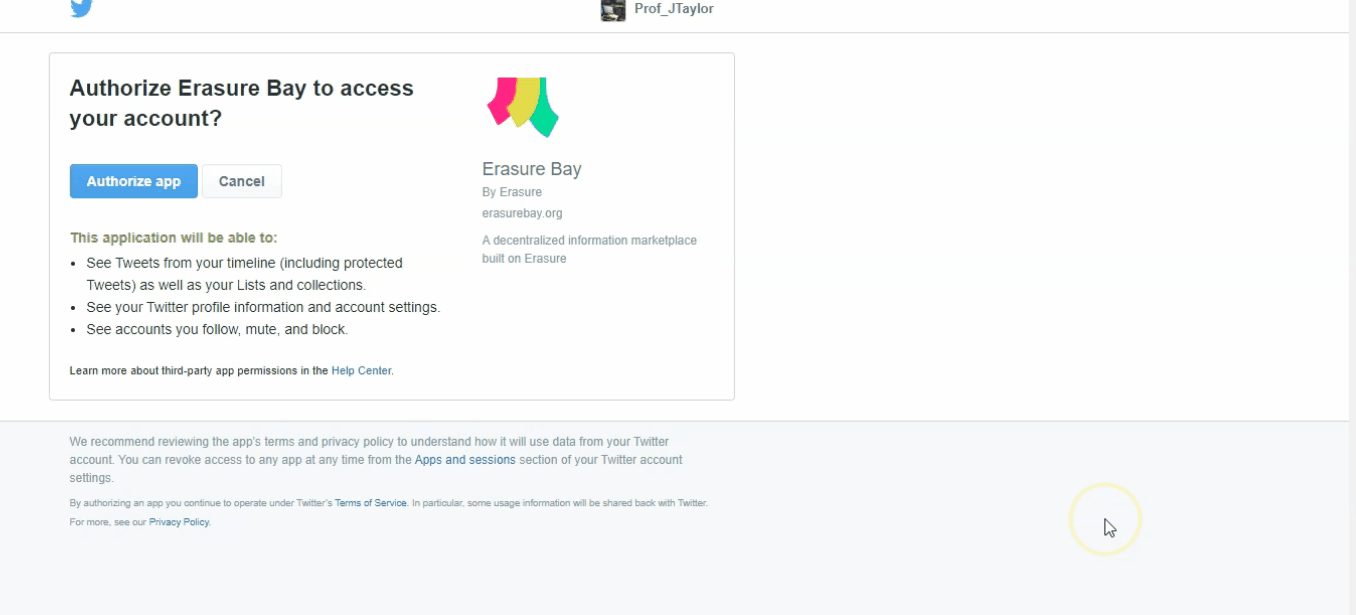 Prof_JTaylor
Authorize Erasure Bay to access
your account?
Authorize app
Cancel
This application will be able to:
• See Tweets from your timeline (including protected
Tweets) as well as your Lists and collections.
• See your Twitter profile information and account settings.
• See accounts you follow, mute, and block.
Learn more about third-party app permissions in the Help Center.
Erasure Bay
By Erasure
erasurebay.org
A decentralized information marketplace
built on Erasure
We recommend reviewing the app's terms and privacy policy to understand how it will use data from your Twitter
account. You can revoke access to any app at any time from the Apps and sessions section of your Twitter account
settings.
By authorizing an app you continue to operate under Twitter's Terms of Service. In particular, some usage information will be shared back with Twitter.
For more, see our Privacy Policy.